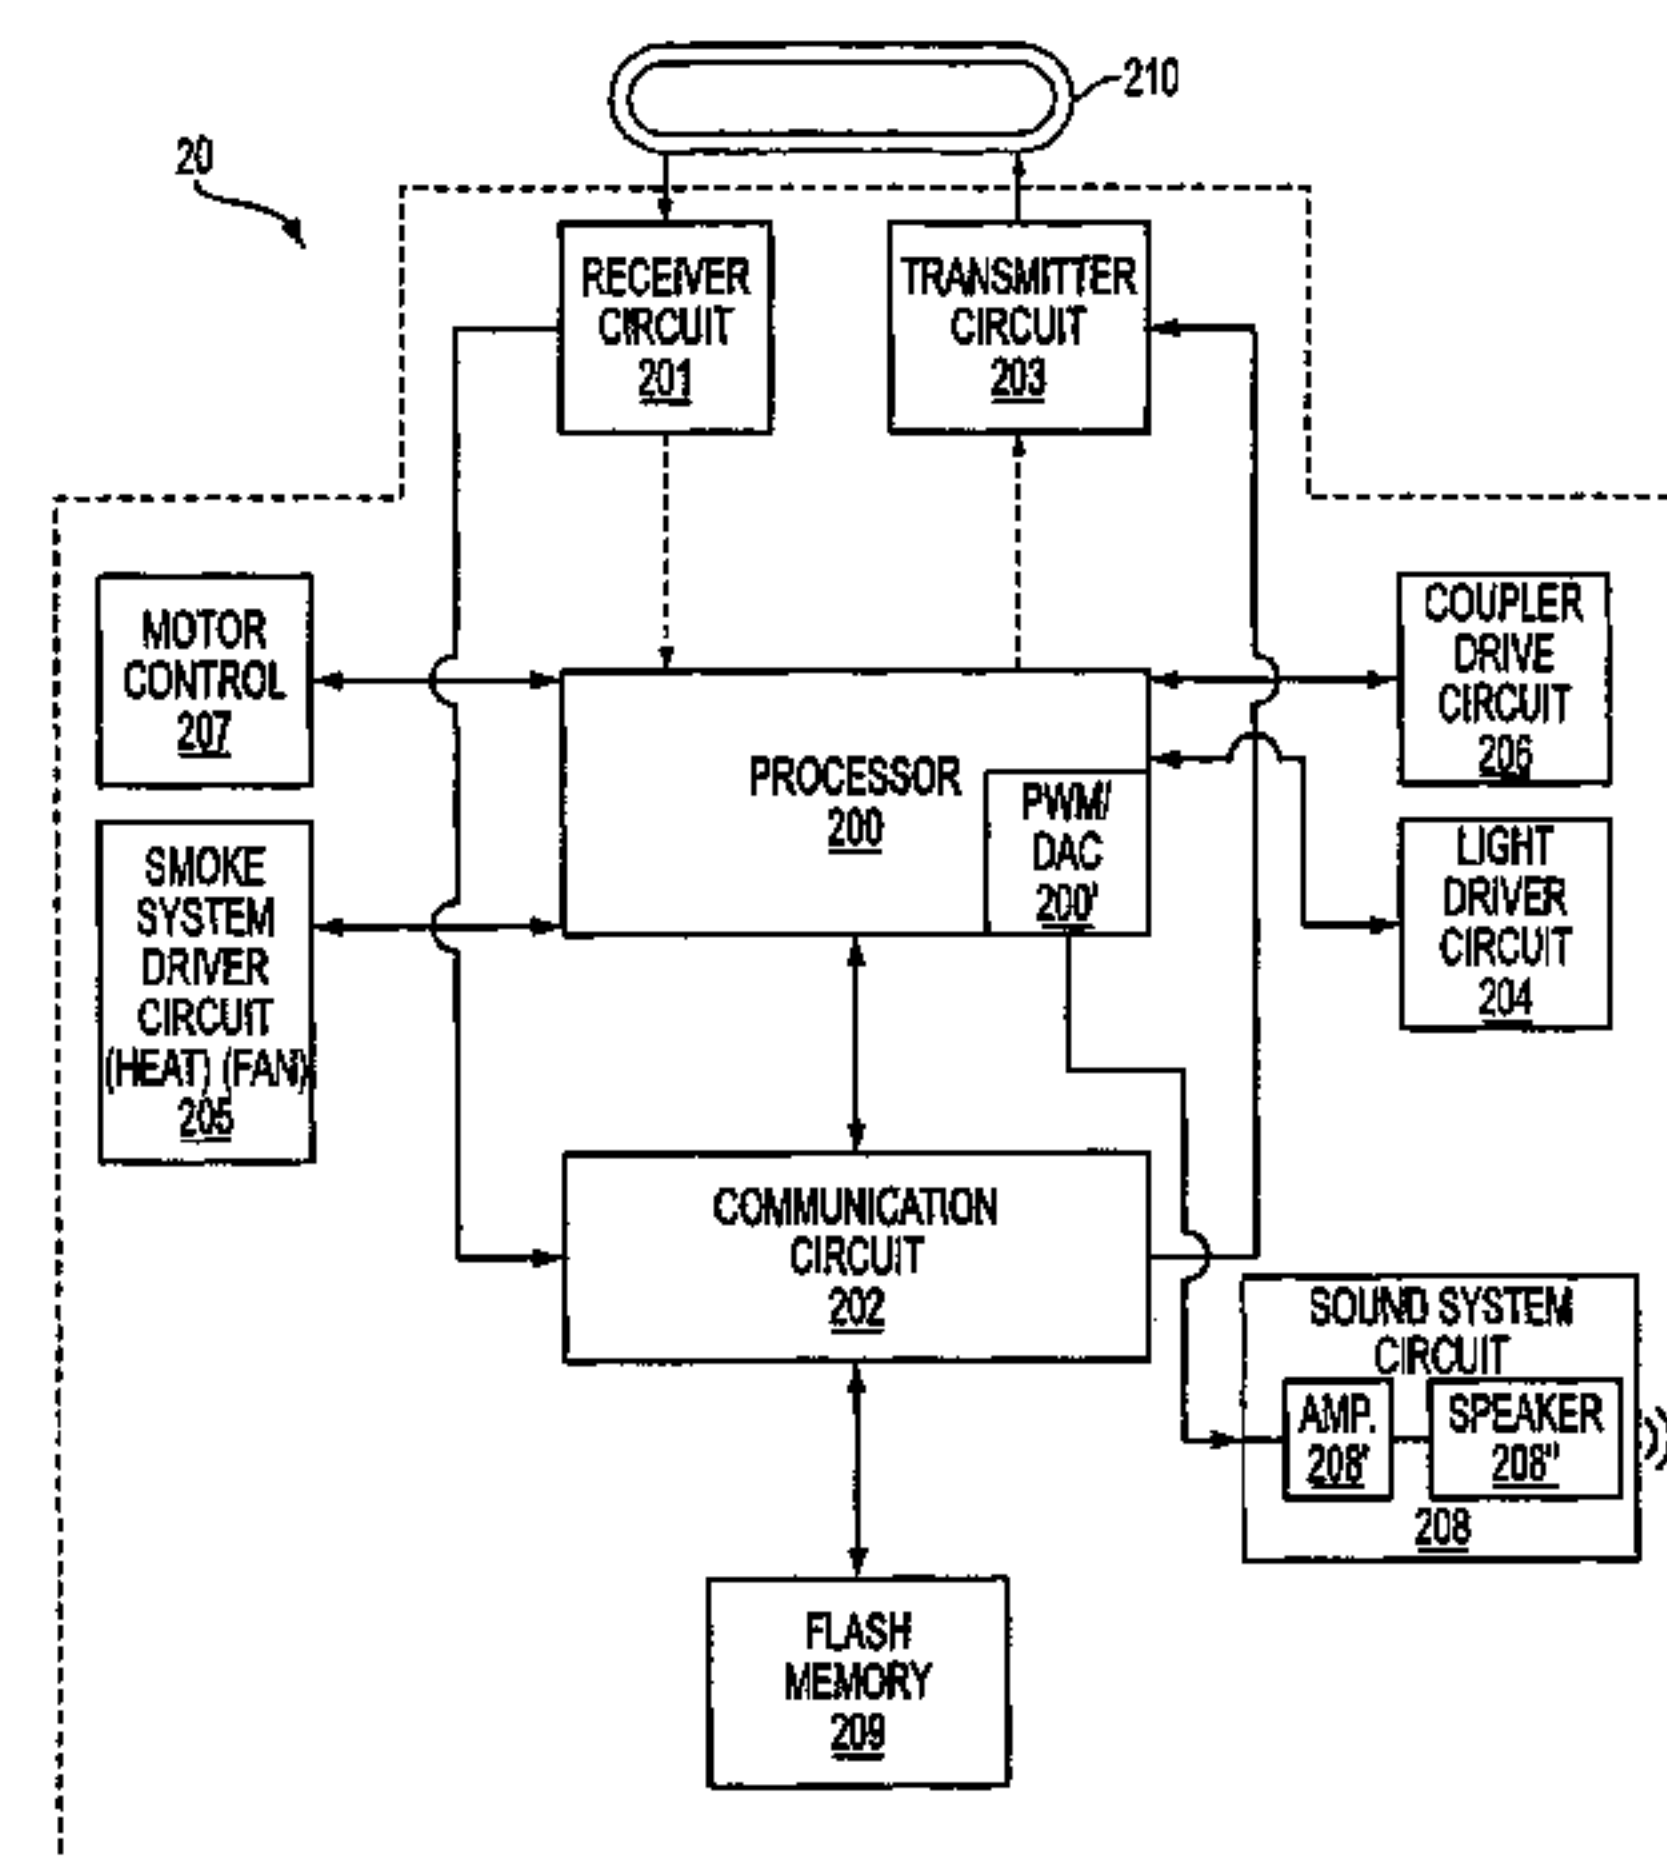 210
20
RECEIVER
CIRCUIT
201
TRANSMITTER
CIRCUIT
203
MOTOR
CONTROL
207
COUPLER
DRIVE
CIRCUIT
206
PROCESSOR
200
PWM/
DAC
200'
SMOKE
SYSTEM
DRIVER
CIRCUIT
(HEAT) (FAN)
205
LIGHT
DRIVER
CIRCUIT
204
COMMUNICATION
CIRCUIT
202
SOUND SYSTEM
CIRCUIT
AMP.
208'
SPEAKER
208"
208
FLASH
MEMORY
209